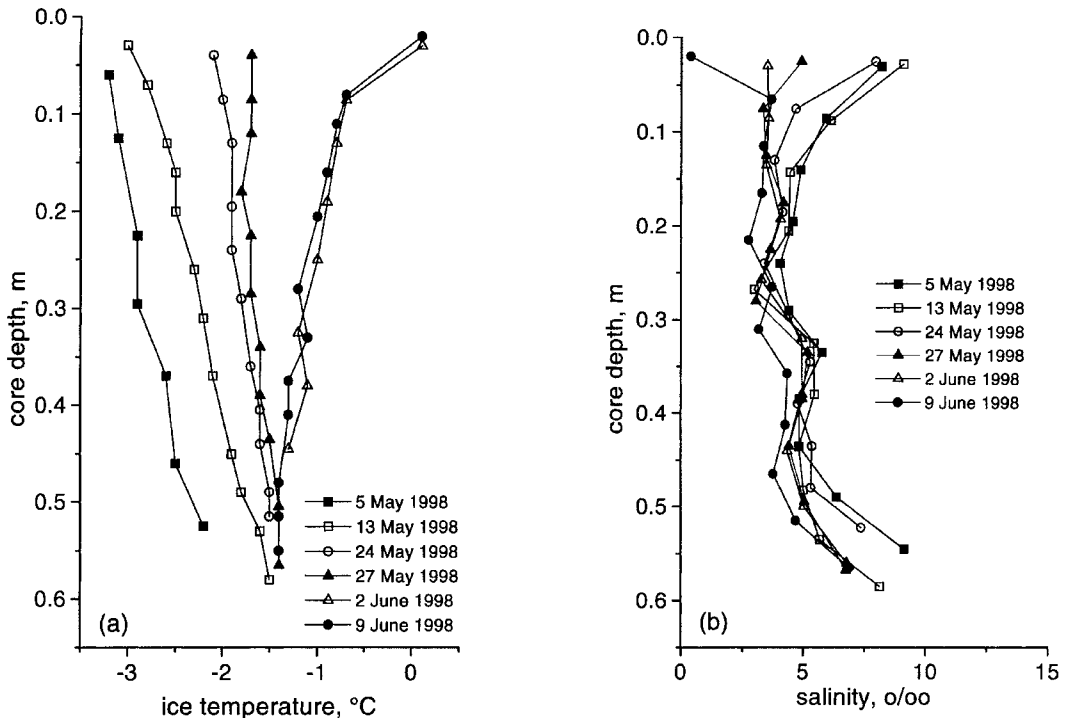 0.0
0.1
0.2
0.3
0.4
0.5
0.6
core depth, m
5 May 1998
13 May 1998
24 May 1998
27 May 1998
2 June 1998
9 June 1998
(a)
-3
-2
-1
0
ice temperature, °C
0.0
0.1
0.2
0.3
0.4
0.5
0.6
core depth, m
5 May 1998
13 May 1998
24 May 1998
27 May 1998
2 June 1998
9 June 1998
(b)
0
5
10
15
salinity, o/oo